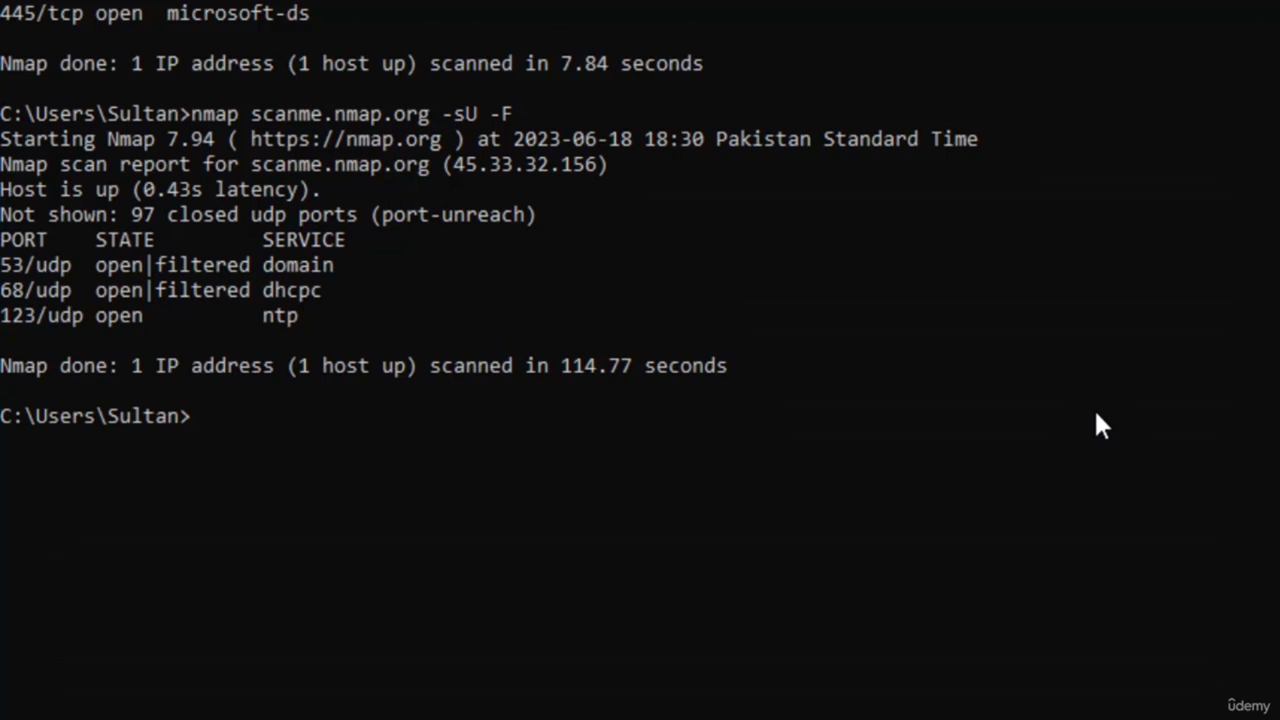 445/tcp open  microsoft-ds
Nmap done: 1 IP address (1 host up) scanned in 7.84 seconds
C:\Users\Sultan>nmap scanme.nmap.org -sU -F
Starting Nmap 7.94 ( https://nmap.org ) at 2023-06-18 18:30 Pakistan Standard Time
Nmap scan report for scanme.nmap.org (45.33.32.156)
Host is up (0.43s latency).
Not shown: 97 closed udp ports (port-unreach)
PORT    STATE         SERVICE
53/udp  open|filtered domain
68/udp  open|filtered dhcpc
123/udp open          ntp
Nmap done: 1 IP address (1 host up) scanned in 114.77 seconds
C:\Users\Sultan>
ûdemy